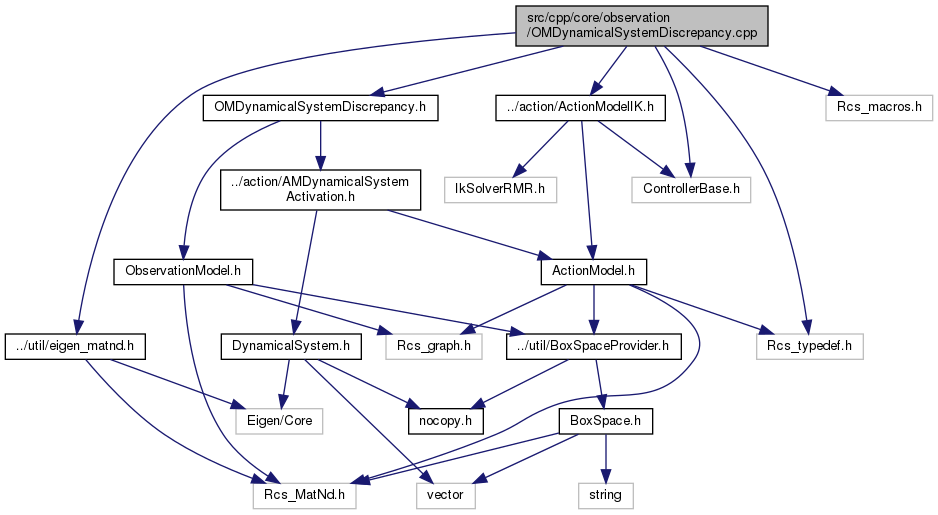 src/cpp/core/observation
/OMDynamicalSystemDiscrepancy.cpp
OMDynamicalSystemDiscrepancy.h
../action/ActionModelIK.h
Rcs_macros.h
../action/AMDynamicalSystem
Activation.h
IkSolverRMR.h
ControllerBase.h
ObservationModel.h
ActionModel.h
../util/eigen_matnd.h
DynamicalSystem.h
Rcs_graph.h
../util/BoxSpaceProvider.h
Rcs_typedef.h
Eigen/Core
nocopy.h
BoxSpace.h
Rcs_MatNd.h
vector
string